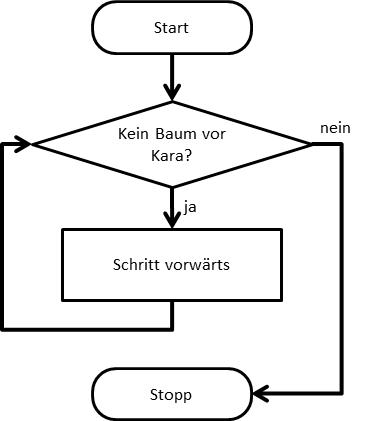 Start
Kein Baum vor
Kara?
nein
ja
Schritt vorwärts
Stopp